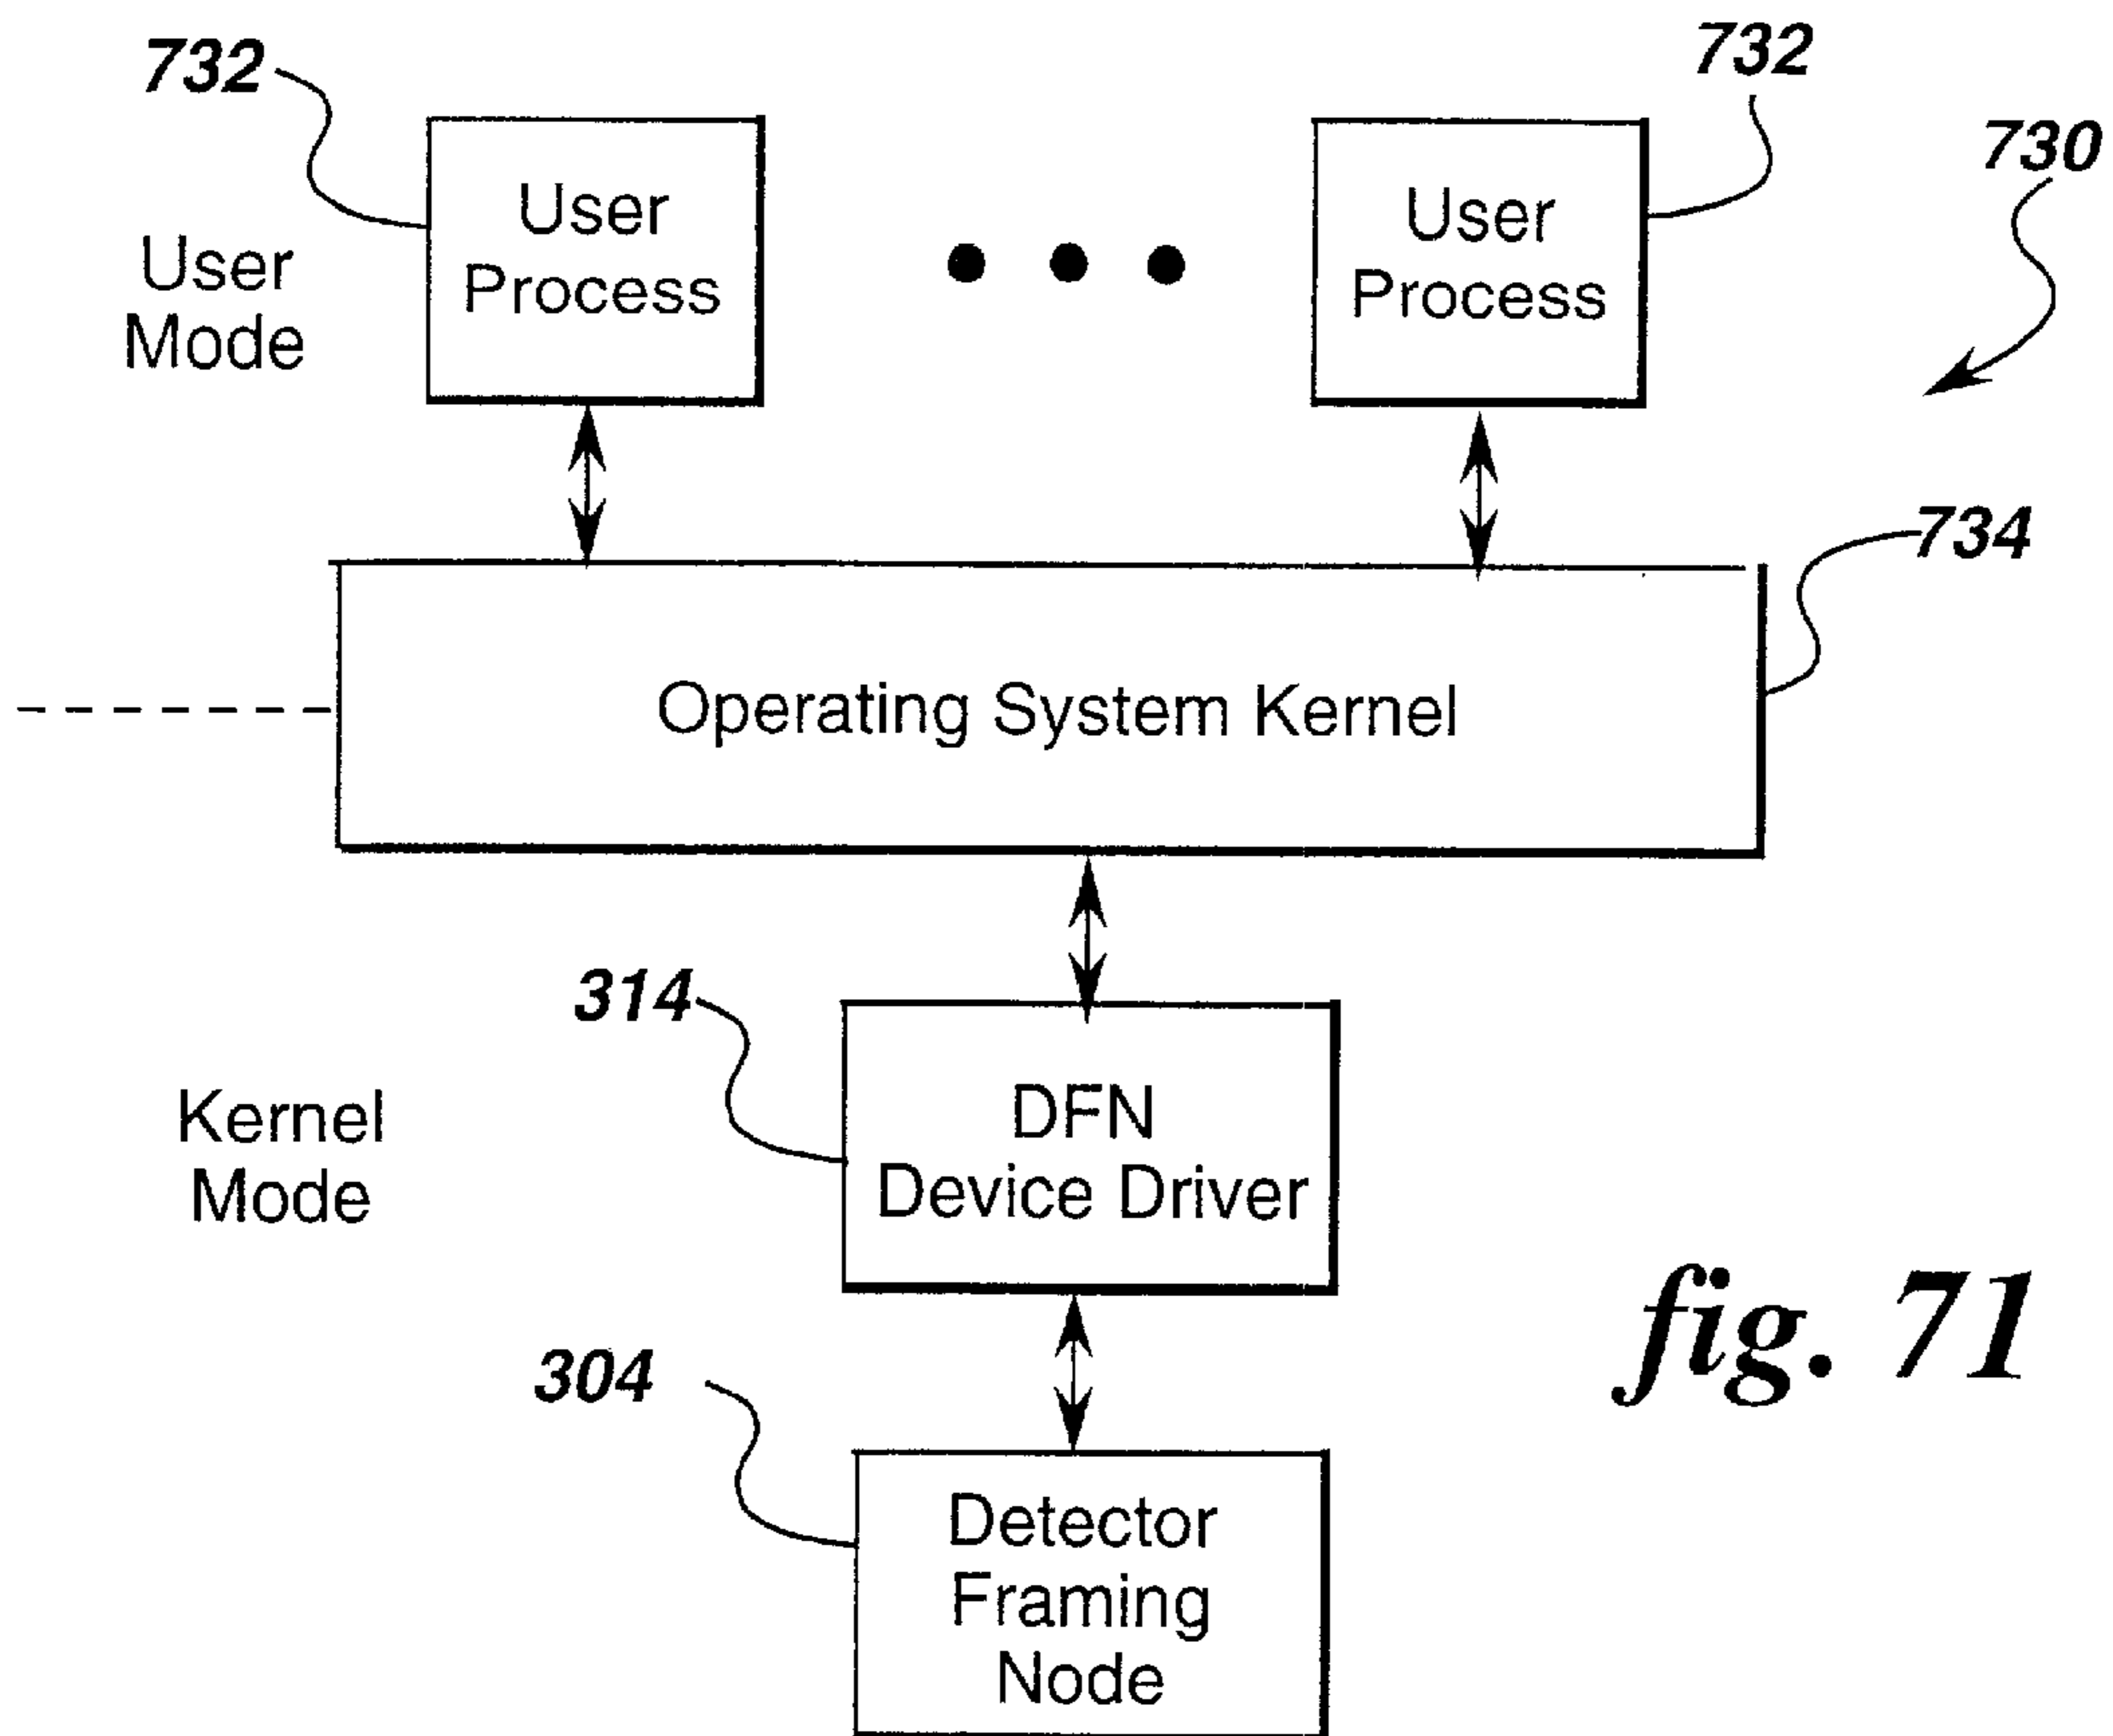 732
732
730
User
Process
User
Process
User
Mode
734
Operating System Kernel
314
DFN
Device Driver
Kernel
Mode
fig. 71
304
Detector
Framing
Node